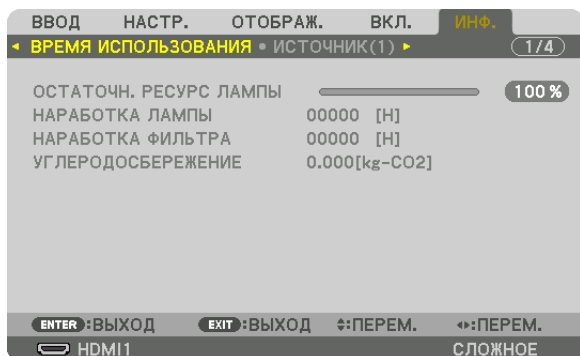 ВВОД НАСТР. ОТОБРАЖ. ВКЛ. ИНФ.
◂ ВРЕМЯ ИСПОЛЬЗОВАНИЯ • ИСТОЧНИК(1) ▸ 1/4
ОСТАТОЧН. РЕСУРС ЛАМПЫ 100 %
НАРАБОТКА ЛАМПЫ 00000 [H]
НАРАБОТКА ФИЛЬТРА 00000 [H]
УГЛЕРОДОСБЕРЕЖЕНИЕ 0.000[kg-CO2]
ENTER :ВЫХОД EXIT :ВЫХОД :ПЕРЕМ. :ПЕРЕМ.
HDMI1 СЛОЖНОЕ